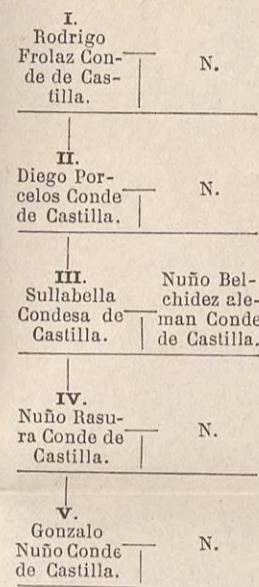 I.
Rodrigo
Frolaz Con-
de de Cas-
tilla.
N.
II.
Diego Por-
celos Conde
de Castilla.
N.
III.
Sullabella
Condesa de
Castilla.
Nuño Bel-
chidez ale-
man Conde
de Castilla.
IV.
Nuño Rasu-
ra Conde de
Castilla.
N.
V.
Gonzalo
Nuño Conde
de Castilla.
N.